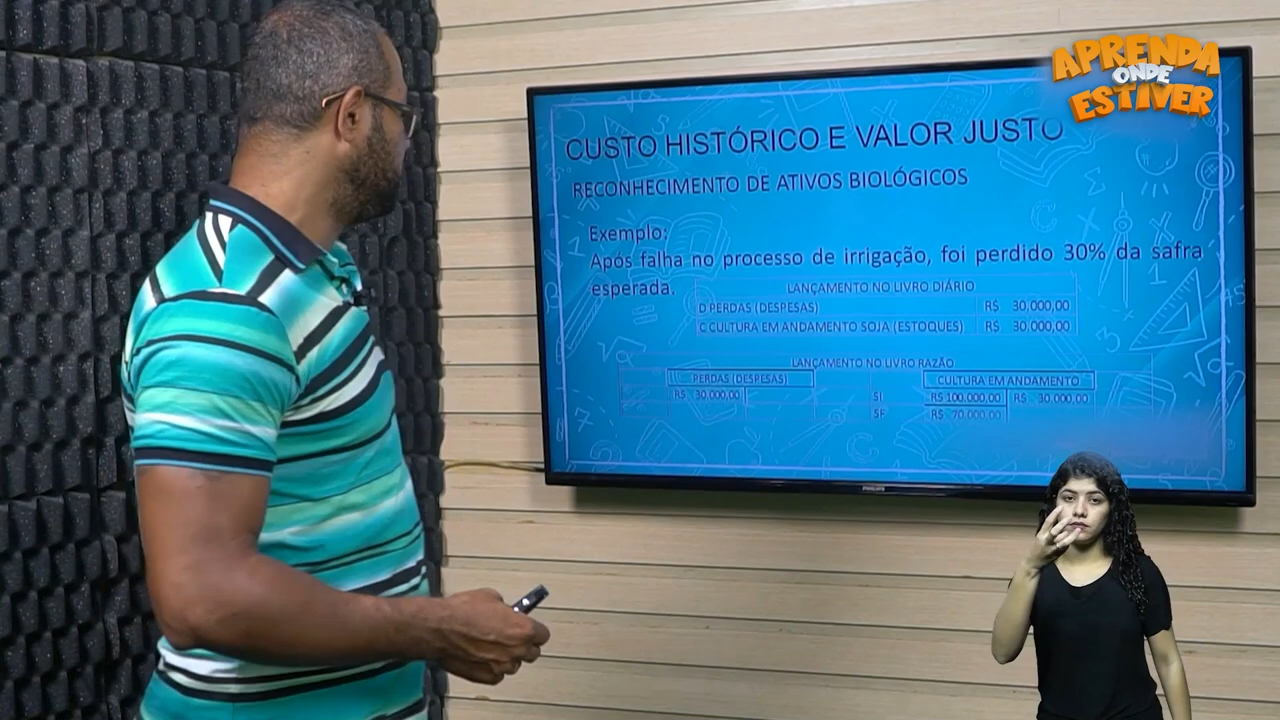 APRENDA
ONDE
ESTIVER
CUSTO HISTÓRICO E VALOR JUSTO
RECONHECIMENTO DE ATIVOS BIOLÓGICOS
Exemplo:
Após falha no processo de irrigação, foi perdido 30% da safra
esperada.
LANÇAMENTO NO LIVRO DIÁRIO
D PERDAS (DESPESAS) R$ 30.000,00
C CULTURA EM ANDAMENTO SOJA (ESTOQUES) R$ 30.000,00
LANÇAMENTO NO LIVRO RAZÃO
PERDAS (DESPESAS) CULTURA EM ANDAMENTO
R$ 30.000,00 SI R$ 100.000,00 R$ 30.000,00
SF R$ 70.000,00
PHILIPS